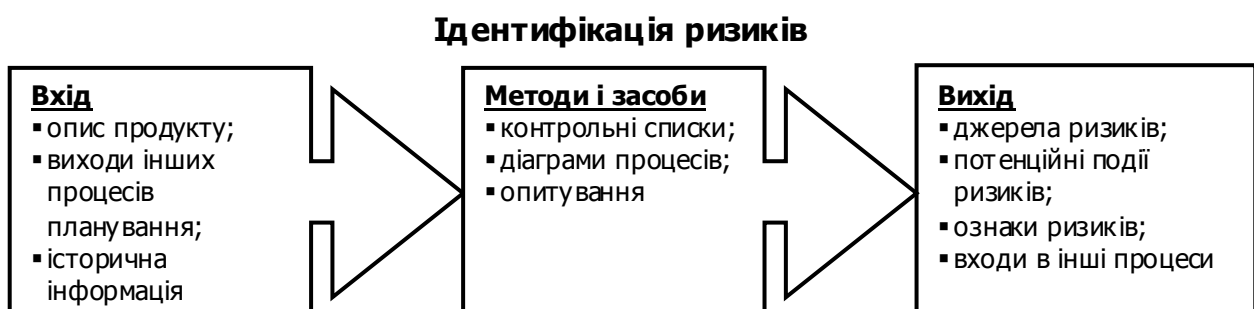 Ідентифікація ризиків
Вхід
▪ опис продукту;
▪ виходи інших
процесів
планування;
▪ історична
інформація
Методи і засоби
▪ контрольні списки;
▪ діаграми процесів;
▪ опитування
Вихід
▪ джерела ризиків;
▪ потенційні події
ризиків;
▪ ознаки ризиків;
▪ входи в інші процеси